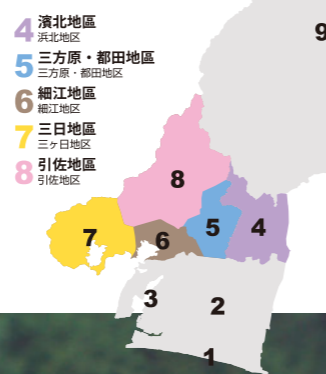 4 濱北地區
浜北地区
5 三方原・都田地區
三方原・都田地区
6 細江地區
細江地区
7 三日地區
三ヶ日地区
8 引佐地區
引佐地区
9
8
7
6
5
4
3
2
1